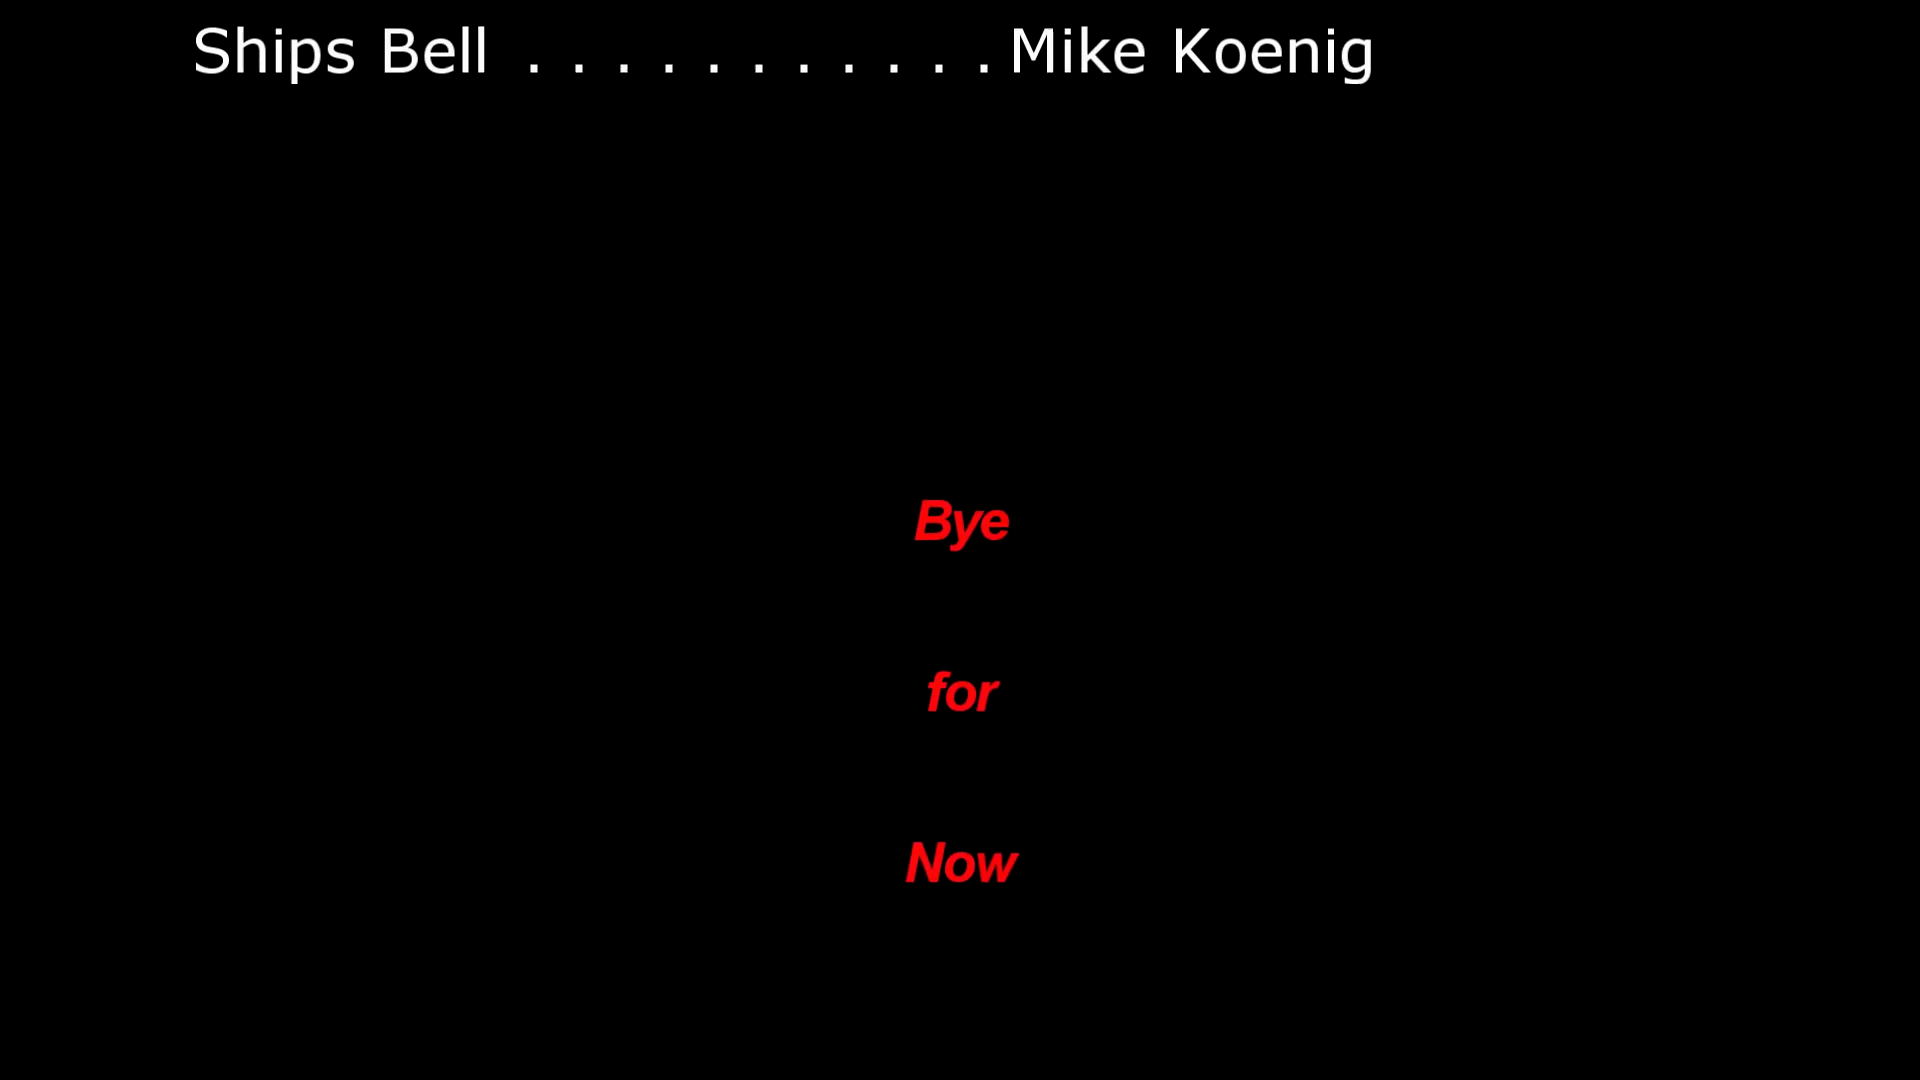 Ships Bell . . . . . . . . . . . Mike Koenig
Bye
for
Now